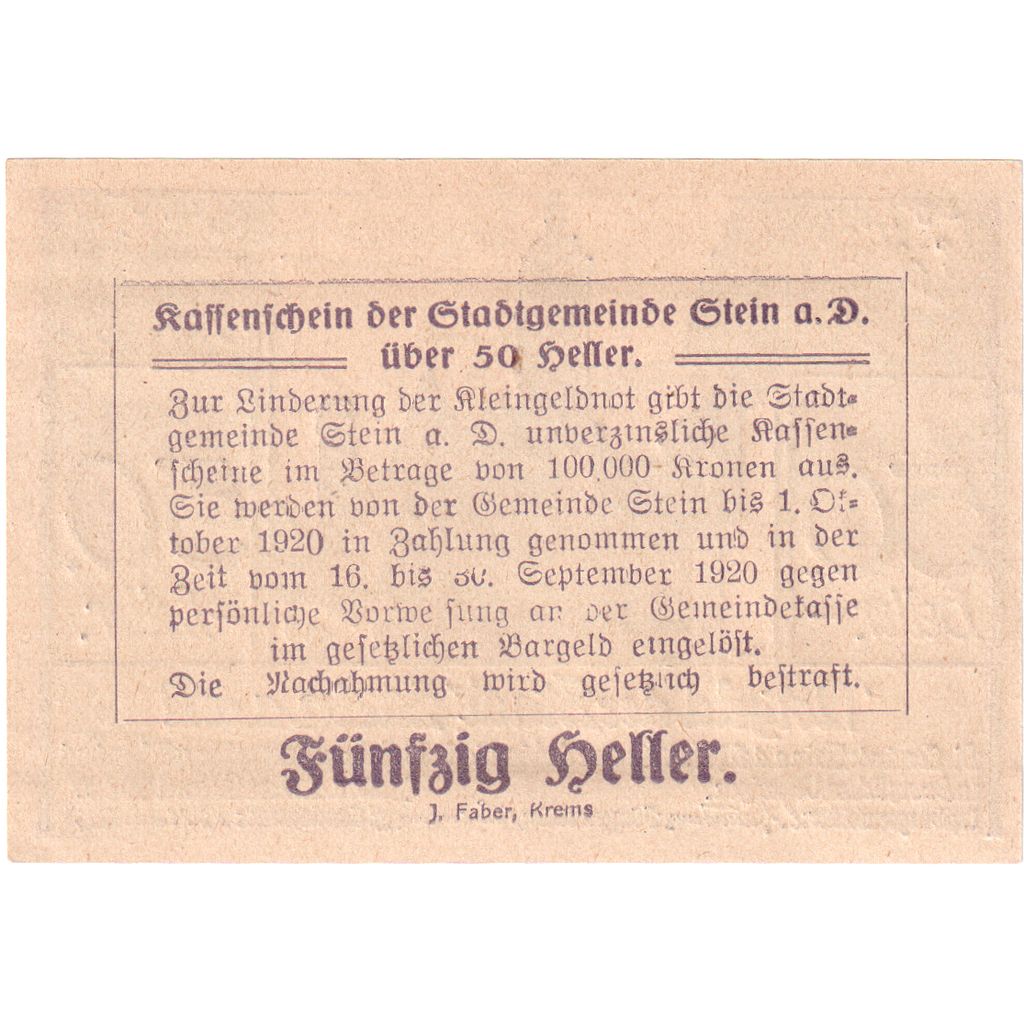 Kassenschein der Stadtgemeinde Stein a. D.
über 50 Heller.
Zur Linderung der Kleingeldnot gibt die Stadt-
gemeinde Stein a. D. unverzinsliche Kassen-
scheine im Betrage von 100.000 Kronen aus.
Sie werden von der Gemeinde Stein bis 1. Ok-
tober 1920 in Zahlung genommen und in der
Zeit vom 16. bis 30. September 1920 gegen
persönliche Vorweisung an der Gemeindekasse
im gesetzlichen Bargeld eingelöst.
Die Nachahmung wird gesetzlich bestraft.
Fünfzig Heller.
J. Faber, Krems